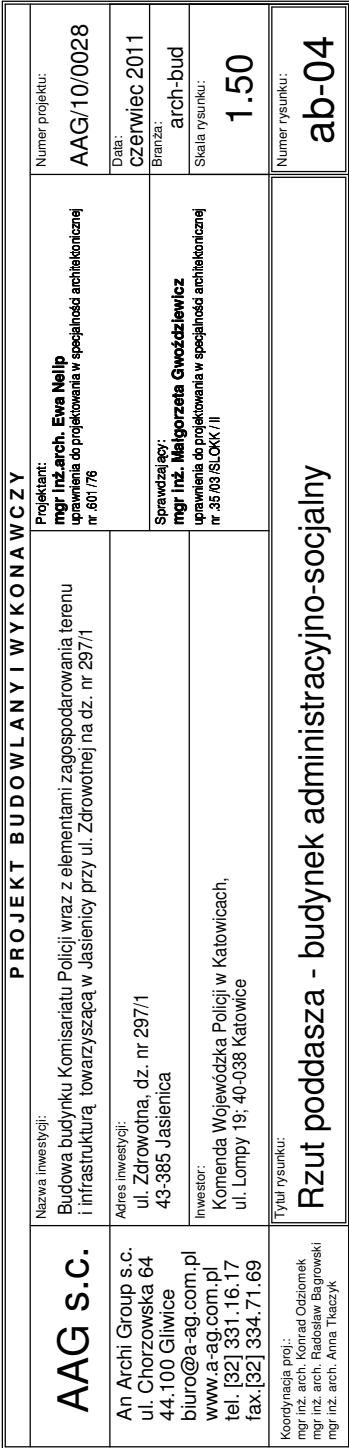 PROJEKT BUDOWLANY I WYKONAWCZY
AAG s.c.
An Archi Group s.c.
ul. Chorzowska 64
44.100 Gliwice
biuro@a-ag.com.pl
www.a-ag.com.pl
tel. [32] 331.16.17
fax.[32] 334.71.69
Koordynacja proj.:
mgr inż. arch. Konrad Odziomek
mgr inż. arch. Radosław Bagrowski
mgr inż. arch. Anna Tkaczyk
Nazwa inwestycji:
Budowa budynku Komisariatu Policji wraz z elementami zagospodarowania terenu
i infrastrukturą towarzyszącą w Jasienicy przy ul. Zdrowotnej na dz. nr 297/1
Adres inwestycji:
ul. Zdrowotna, dz. nr 297/1
43-385 Jasienica
Inwestor:
Komenda Wojewódzka Policji w Katowicach,
ul. Lompy 19; 40-038 Katowice
Tytuł rysunku:
Rzut poddasza - budynek administracyjno-socjalny
Projektant:
mgr inż.arch. Ewa Nelip
uprawnienia do projektowania w specjalności architektonicznej
nr .601/76
Sprawdzający:
mgr inż. Małgorzeta Gwoździewicz
uprawnienia do projektowania w specjalności architektonicznej
nr .35/03/SLOKK / II
Numer projektu:
AAG/10/0028
Data:
czerwiec 2011
Branża:
arch-bud
Skala rysunku:
1.50
Numer rysunku:
ab-04